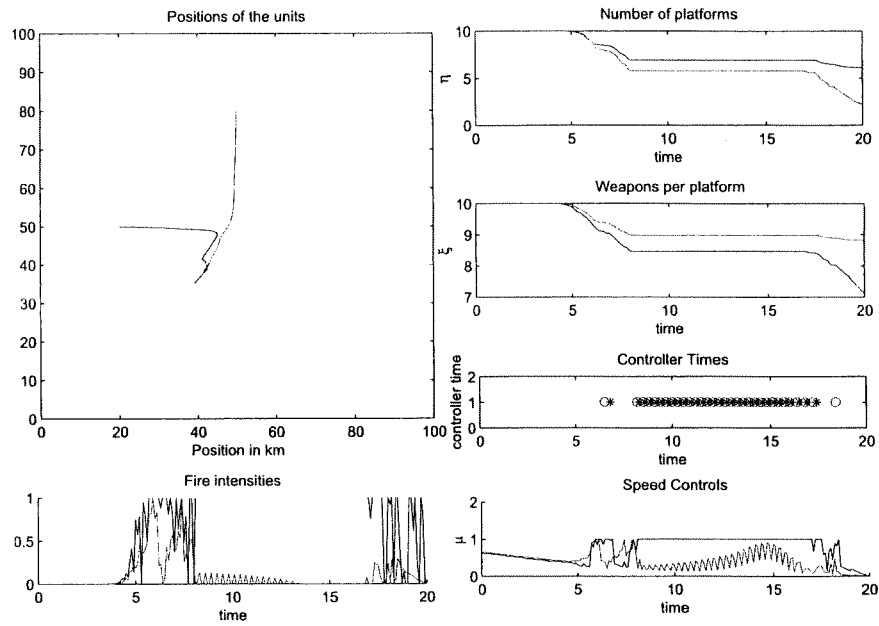 Positions of the units
100
90
80
70
60
50
40
30
20
10
0
0 20 40 60 80 100
Position in km
Number of platforms
10
5
0
η
0 5 10 15 20
time
Weapons per platform
10
9
8
7
ξ
0 5 10 15 20
time
Controller Times
2
1
0
controller time
0 5 10 15 20
time
Fire intensities
1
0.5
0
0 5 10 15 20
time
Speed Controls
2
1
0
μ
0 5 10 15 20
time